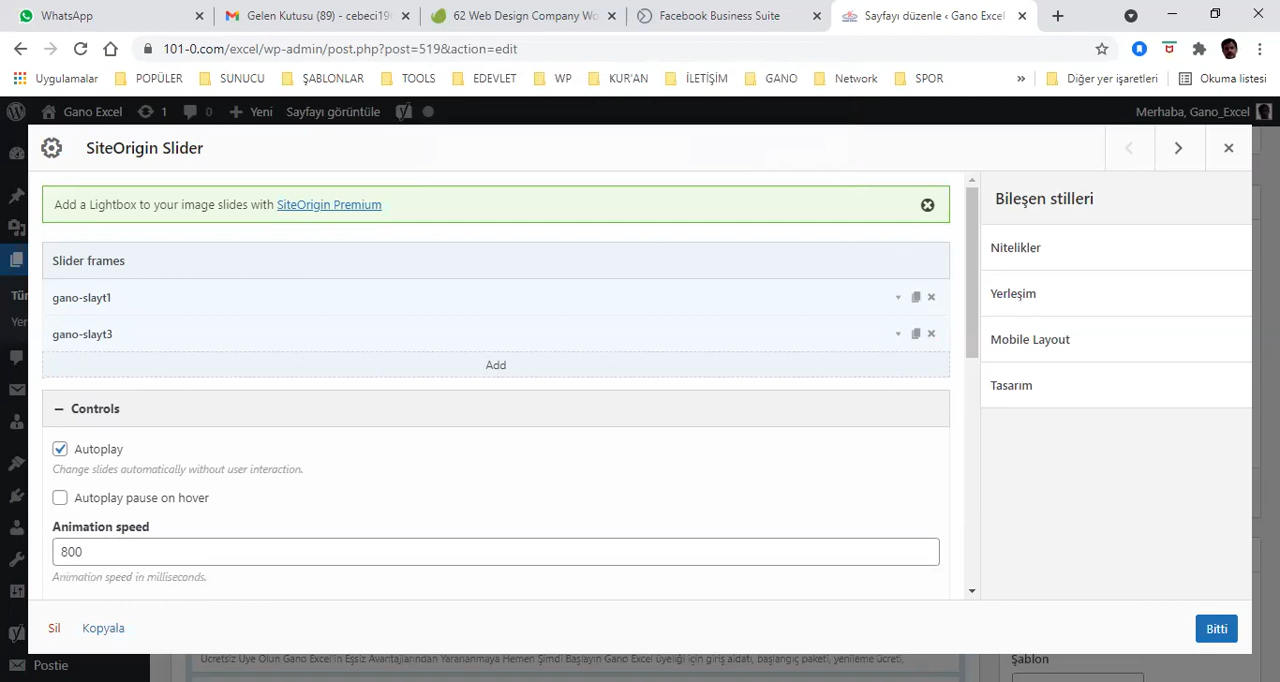 WhatsApp
Gelen Kutusu (89) - cebeci19
62 Web Design Company Wo
Facebook Business Suite
Sayfayı düzenle ‹ Gano Excel
101-0.com/excel/wp-admin/post.php?post=519&action=edit
Uygulamalar
POPÜLER
SUNUCU
ŞABLONLAR
TOOLS
EDEVLET
WP
KUR'AN
İLETİŞİM
GANO
Network
SPOR
»
Diğer yer işaretleri
Okuma listesi
Gano Excel
1
0
Yeni
Sayfayı görüntüle
Merhaba, Gano_Excel
SiteOrigin Slider
Add a Lightbox to your image slides with SiteOrigin Premium
Slider frames
gano-slayt1
gano-slayt3
Add
Controls
Autoplay
Change slides automatically without user interaction.
Autoplay pause on hover
Animation speed
800
Animation speed in milliseconds.
Bileşen stilleri
Nitelikler
Yerleşim
Mobile Layout
Tasarım
Tür
Yer
Sil
Kopyala
Bitti
Postie
Ücretsiz Üye Olun Gano Excel'in Eşsiz Avantajlarından Yararlanmaya Hemen Şimdi Başlayın Gano Excel üyeliği için giriş aidatı, başlangıç paketi, yenileme ücreti,
Şablon